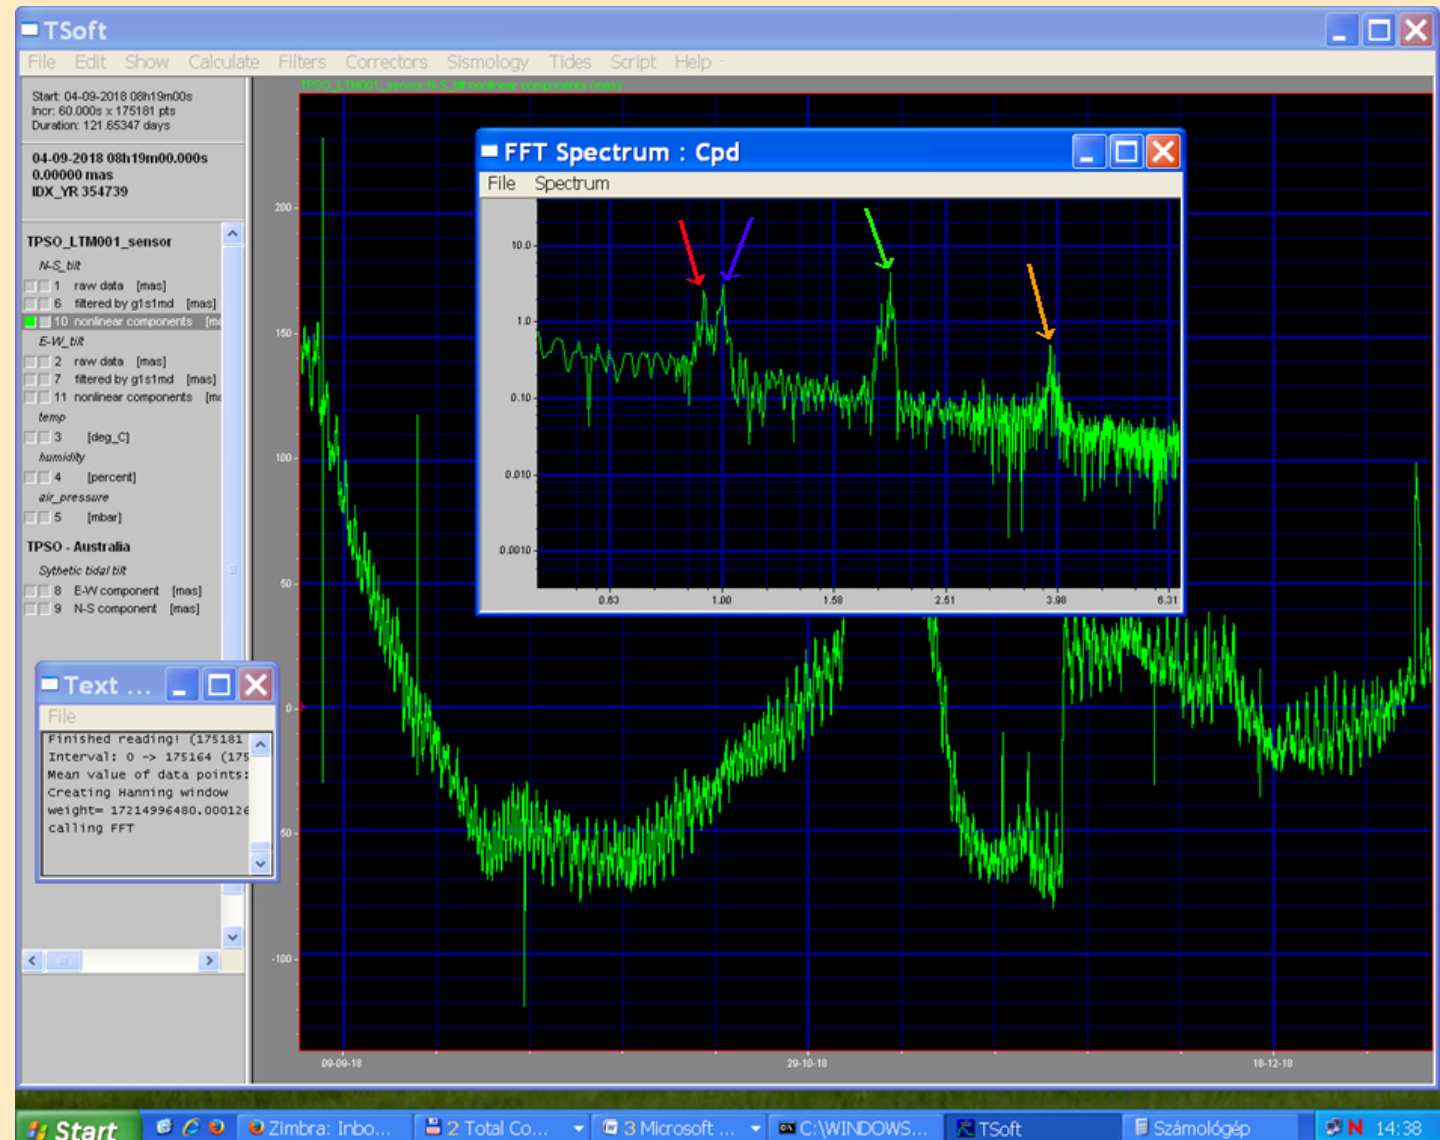 TSoft
File Edit Show Calculate Filters Correctors Sismology Tides Script Help
Start: 04-09-2018 08h19m00s
Incr: 60.000s x 175181 pts
Duration: 121.65347 days
04-09-2018 08h19m00.000s
0.00000 mas
IDX_YR 354739
TPSO_LTM001_sensor
N-S_tilt
1 raw data [mas]
6 filtered by g1s1md [mas]
10 nonlinear components [m
E-W_tilt
2 raw data [mas]
7 filtered by g1s1md [mas]
11 nonlinear components [m
temp
3 [deg_C]
humidity
4 [percent]
air_pressure
5 [mbar]
TPSO - Australia
Sythetic tidal tilt
8 E-W component [mas]
9 N-S component [mas]
TPSO_LTM001_sensor:N-S_tilt:nonlinear components (mas)
200
150
100
50
0
50
-100
09-09-18
29-10-18
18-12-18
FFT Spectrum : Cpd
File Spectrum
10.0
1.0
0.10
0.010
0.0010
0.63 1.00 1.58 2.51 3.98 6.31
Text ...
File
Finished reading! (175181
Interval: 0 -> 175164 (175
Mean value of data points:
Creating Hanning window
weight= 17214996480.000126
calling FFT
Start Zimbra: Inbo... 2 Total Co... 3 Microsoft ... C:\WINDOWS... TSoft Számológép N 14:38